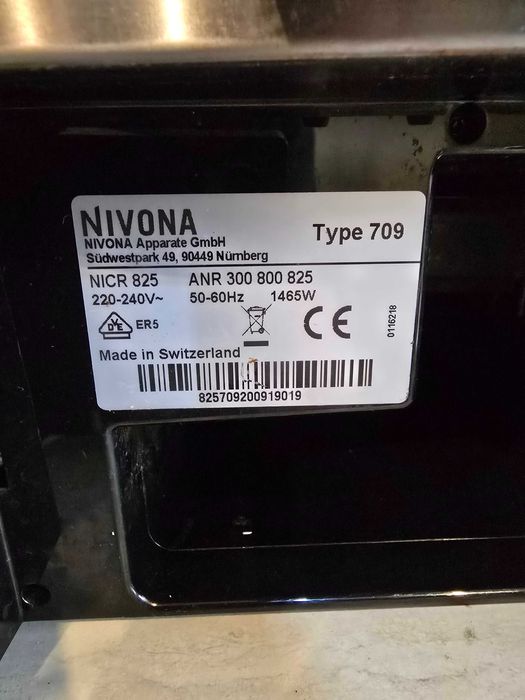 NIVONA
NIVONA Apparate GmbH
Südwestpark 49, 90449 Nürnberg
Type 709
NICR 825 ANR 300 800 825
220-240V~ 50-60Hz 1465W
VDE ER5
CE
0116218
Made in Switzerland
825709200919019